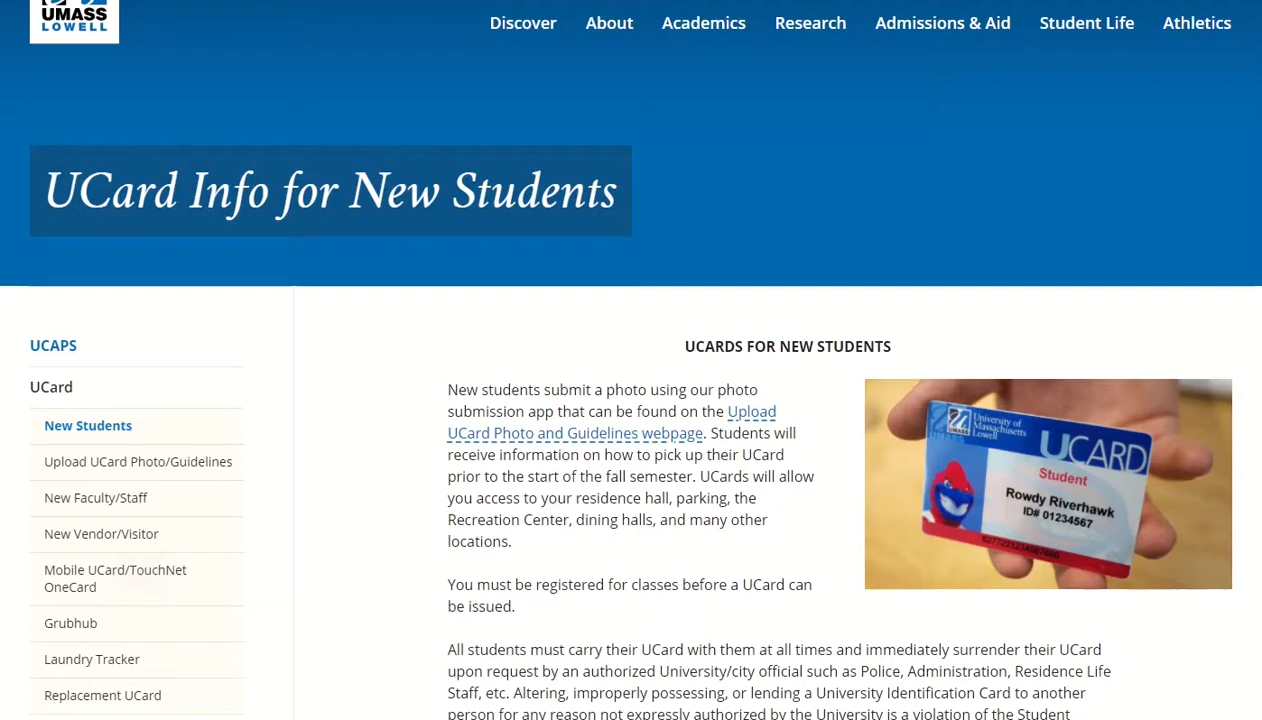 UMASS
LOWELL
Discover
About
Academics
Research
Admissions & Aid
Student Life
Athletics
UCard Info for New Students
UCAPS
UCard
New Students
Upload UCard Photo/Guidelines
New Faculty/Staff
New Vendor/Visitor
Mobile UCard/TouchNet
OneCard
Grubhub
Laundry Tracker
Replacement UCard
UCARDS FOR NEW STUDENTS
New students submit a photo using our photo
submission app that can be found on the Upload
UCard Photo and Guidelines webpage. Students will
receive information on how to pick up their UCard
prior to the start of the fall semester. UCards will allow
you access to your residence hall, parking, the
Recreation Center, dining halls, and many other
locations.
You must be registered for classes before a UCard can
be issued.
University of
Massachusetts
Lowell
UMASS
UCARD
Student
Rowdy Riverhawk
ID# 01234567
All students must carry their UCard with them at all times and immediately surrender their UCard
upon request by an authorized University/city official such as Police, Administration, Residence Life
Staff, etc. Altering, improperly possessing, or lending a University Identification Card to another
person for any reason not expressly authorized by the University is a violation of the Student